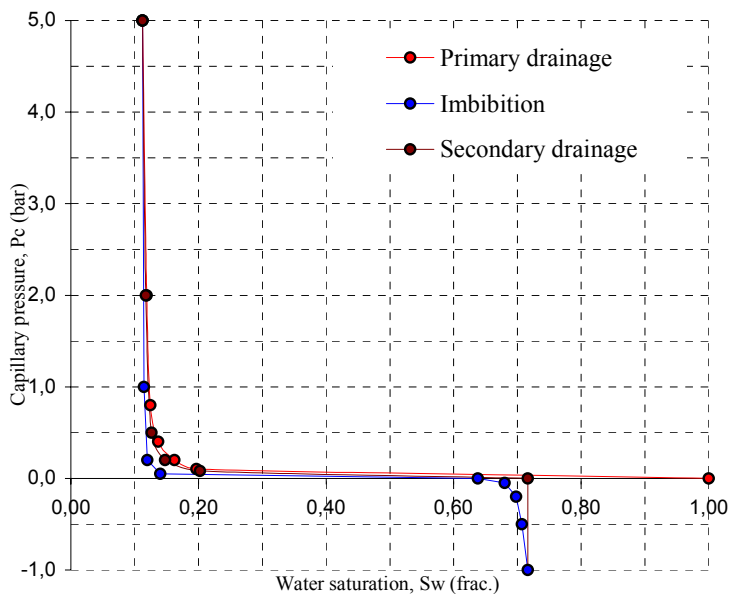 5,0
4,0
3,0
2,0
1,0
0,0
-1,0
Capillary pressure, Pc (bar)
Primary drainage
Imbibition
Secondary drainage
0,00
0,20
0,40
0,60
0,80
1,00
Water saturation, Sw (frac.)